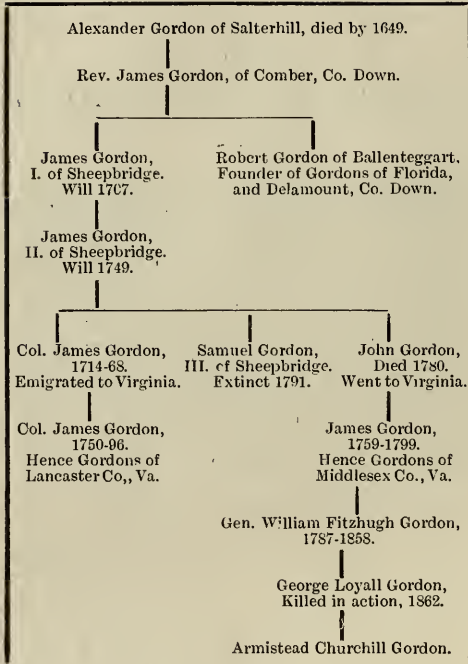 Alexander Gordon of Salterhill, died by 1649.
Rev. James Gordon, of Comber, Co. Down.
James Gordon,
I. of Sheepbridge.
Will 1707.
Robert Gordon of Ballenteggart,
Founder of Gordons of Florida,
and Delamount, Co. Down.
James Gordon,
II. of Sheepbridge.
Will 1749.
Col. James Gordon,
1714-68.
Emigrated to Virginia.
Samuel Gordon,
III. of Sheepbridge.
Extinct 1791.
John Gordon,
Died 1780.
Went to Virginia.
Col. James Gordon,
1750-96.
Hence Gordons of
Lancaster Co., Va.
James Gordon,
1759-1799.
Hence Gordons of
Middlesex Co., Va.
Gen. William Fitzhugh Gordon,
1787-1858.
George Loyall Gordon,
Killed in action, 1862.
Armistead Churchill Gordon.